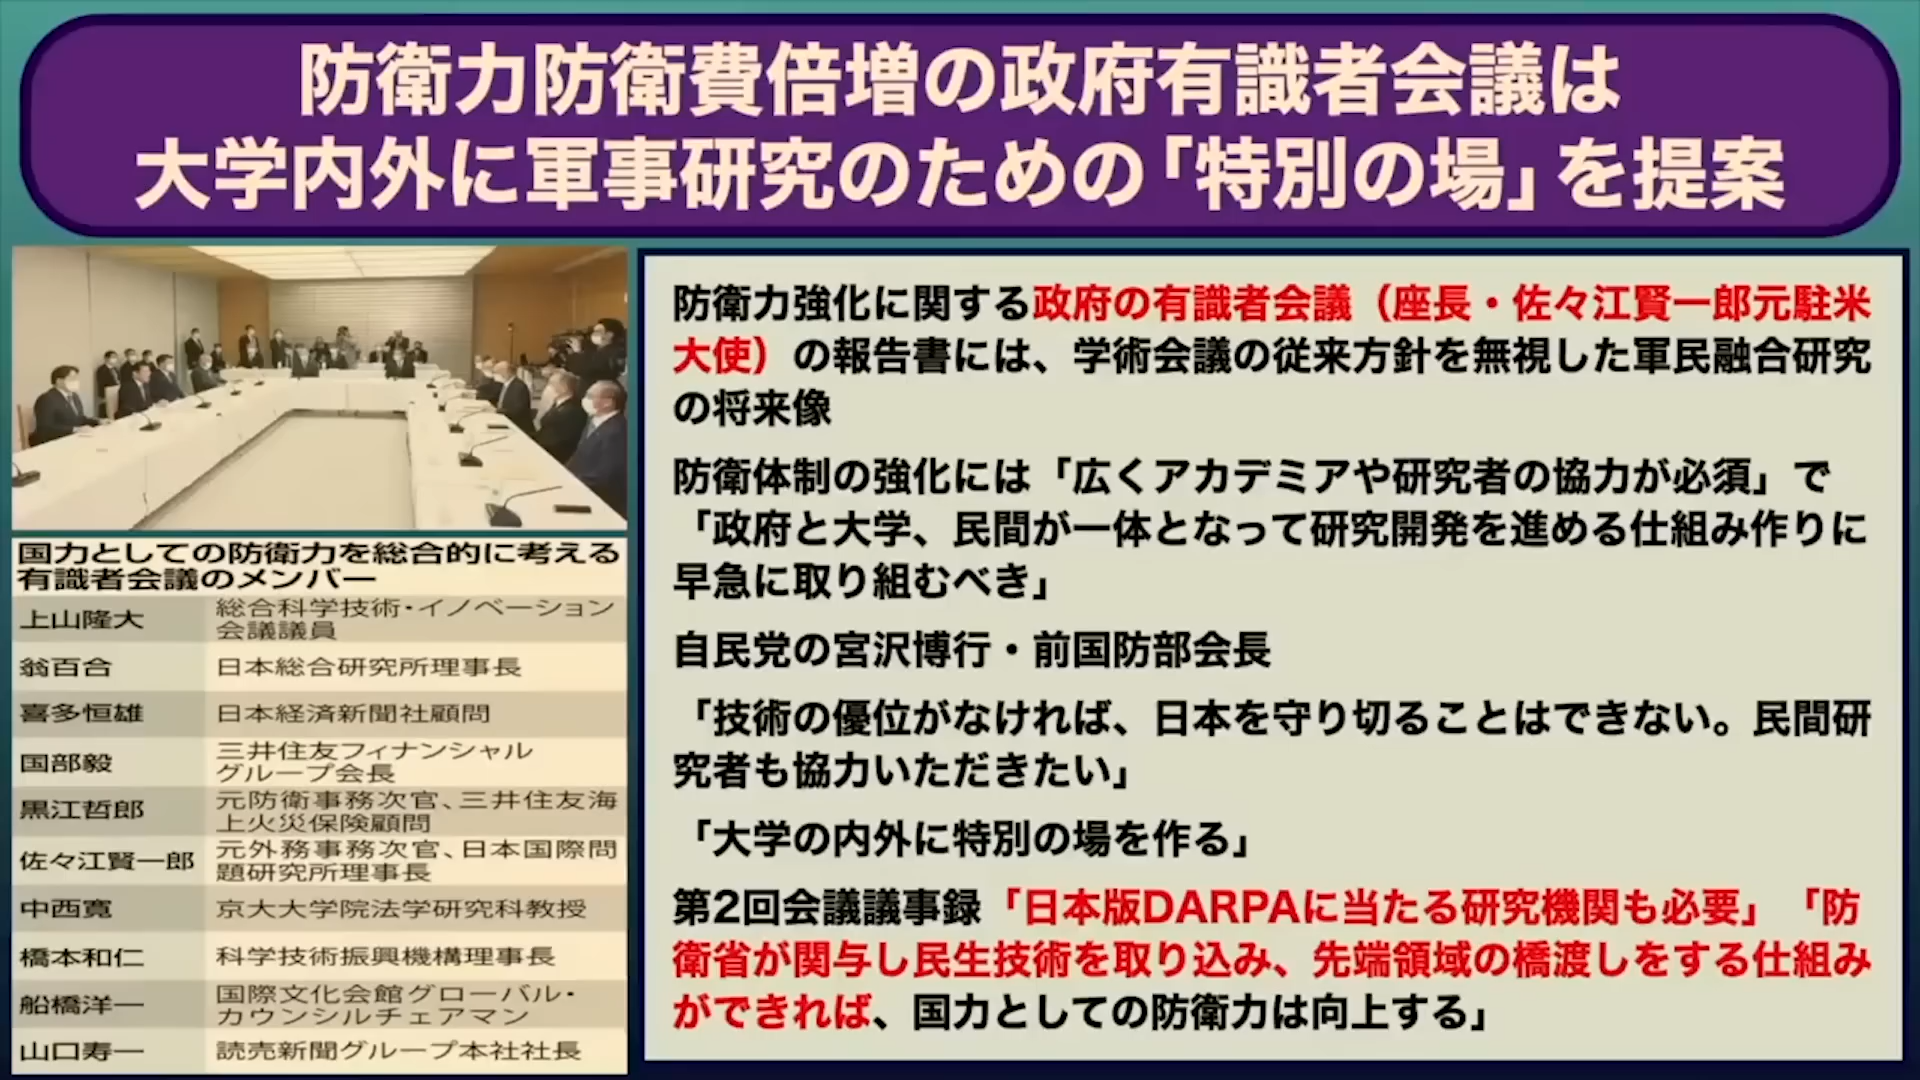 防衛力防衛費倍増の政府有識者会議は
大学内外に軍事研究のための「特別の場」を提案
国力としての防衛力を総合的に考える
有識者会議のメンバー
上山隆大 総合科学技術・イノベーション
会議議員
翁百合 日本総合研究所理事長
喜多恒雄 日本経済新聞社顧問
国部毅 三井住友フィナンシャル
グループ会長
黒江哲郎 元防衛事務次官、三井住友海
上火災保険顧問
佐々江賢一郎 元外務事務次官、日本国際問
題研究所理事長
中西寛 京大大学院法学研究科教授
橋本和仁 科学技術振興機構理事長
船橋洋一 国際文化会館グローバル・
カウンシルチェアマン
山口寿一 読売新聞グループ本社社長
防衛力強化に関する政府の有識者会議（座長・佐々江賢一郎元駐米
大使）の報告書には、学術会議の従来方針を無視した軍民融合研究
の将来像
防衛体制の強化には「広くアカデミアや研究者の協力が必須」で
「政府と大学、民間が一体となって研究開発を進める仕組み作りに
早急に取り組むべき」
自民党の宮沢博行・前国防部会長
「技術の優位がなければ、日本を守り切ることはできない。民間研
究者も協力いただきたい」
「大学の内外に特別の場を作る」
第2回会議議事録「日本版DARPAに当たる研究機関も必要」「防
衛省が関与し民生技術を取り込み、先端領域の橋渡しをする仕組み
ができれば、国力としての防衛力は向上する」